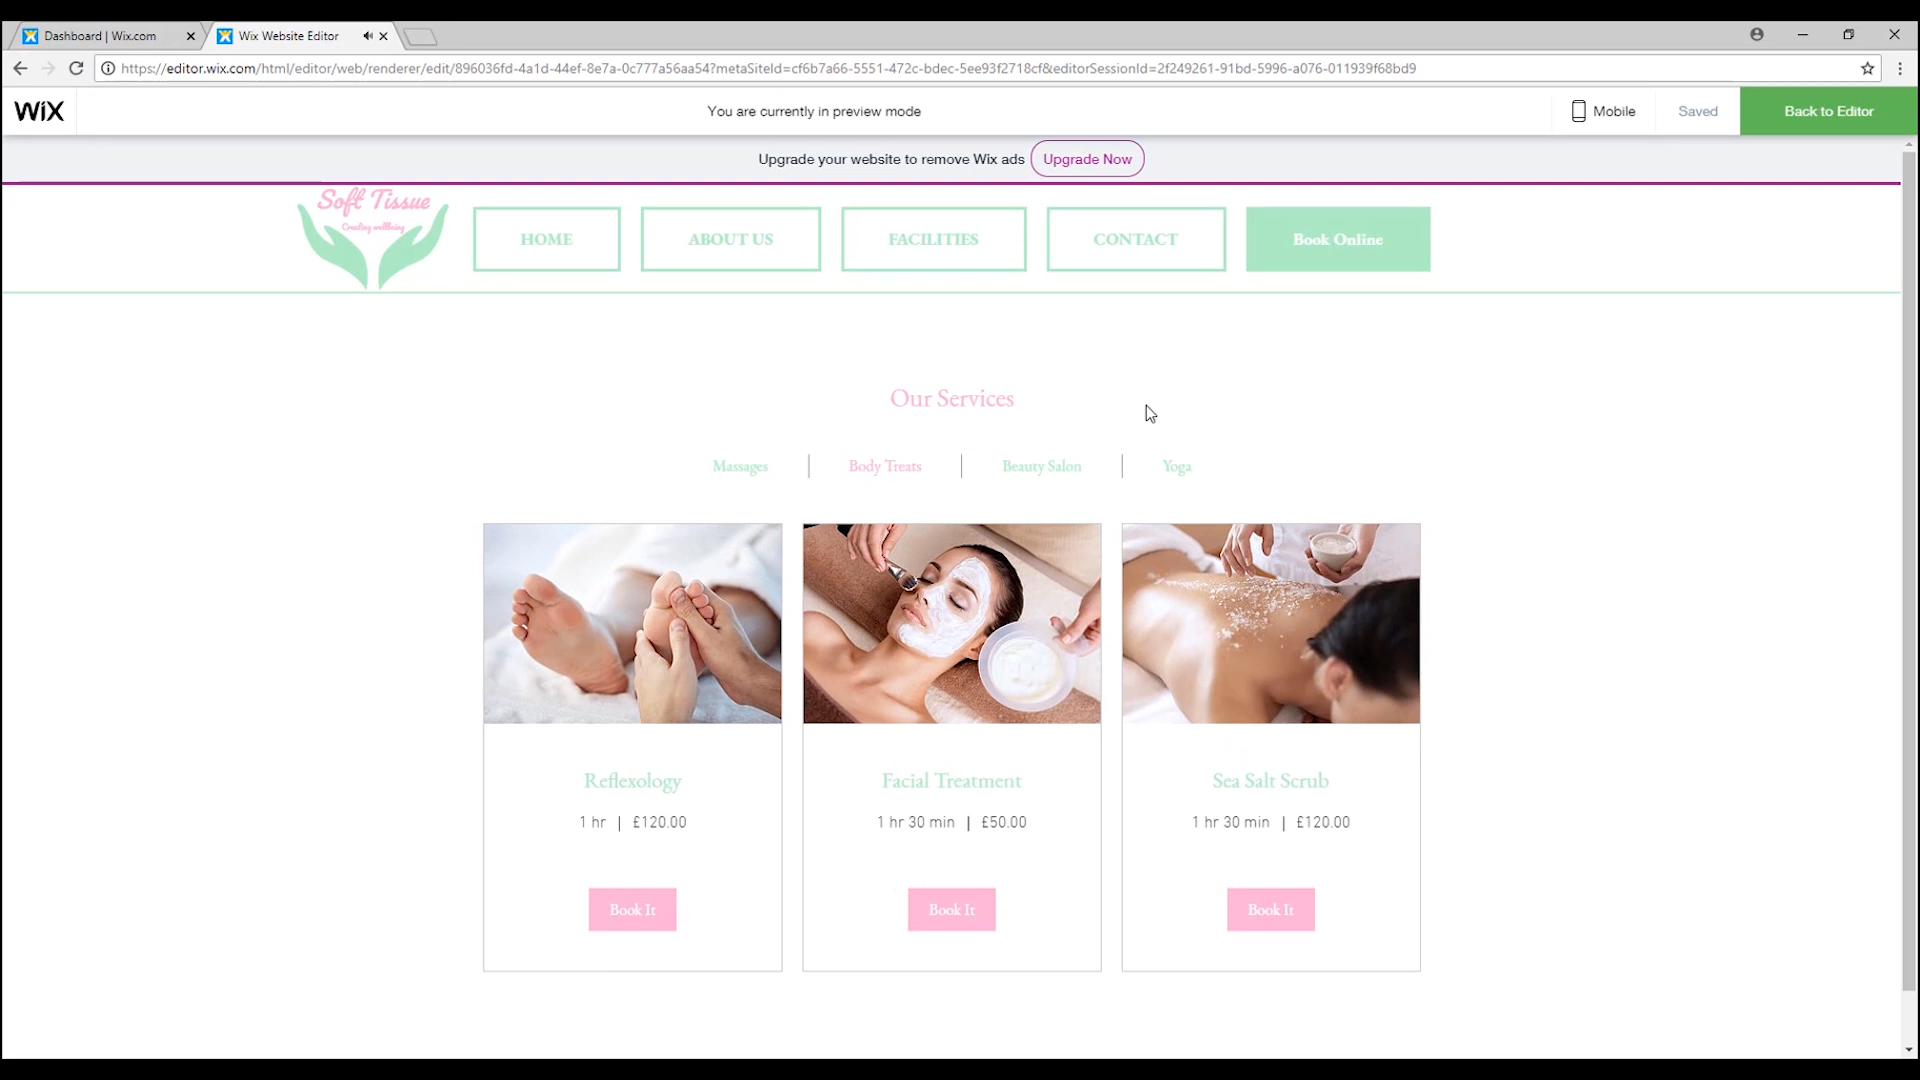 Dashboard | Wix.com
Wix Website Editor
https://editor.wix.com/html/editor/web/renderer/edit/896036fd-4a1d-44ef-8e7a-0c777a56aa54?metaSiteId=cf6b7a66-5551-472c-bdec-5ee93f2718cf&editorSessionId=2f249261-91bd-5996-a076-011939f68bd9
WiX
You are currently in preview mode
Mobile
Saved
Back to Editor
Upgrade your website to remove Wix ads
Upgrade Now
Soft Tissue
Creating wellbeing
HOME
ABOUT US
FACILITIES
CONTACT
Book Online
Our Services
Massages
Body Treats
Beauty Salon
Yoga
Reflexology
1 hr | £120.00
Book It
Facial Treatment
1 hr 30 min | £50.00
Book It
Sea Salt Scrub
1 hr 30 min | £120.00
Book It